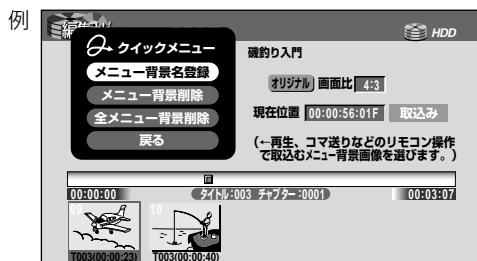 例
HDD
クイックメニュー
メニュー背景名登録
メニュー背景削除
全メニュー背景削除
戻る
磯釣り入門
オリジナル 画面比 4:3
現在位置 00:00:56:01F 取込み
(←再生、コマ送りなどのリモコン操作
で取込むメニュー背景画像を選びます。)
00:00:00 タイトル:003 チャプター:0001 00:03:07
09 10
T003(00:00:23) T003(00:00:40)